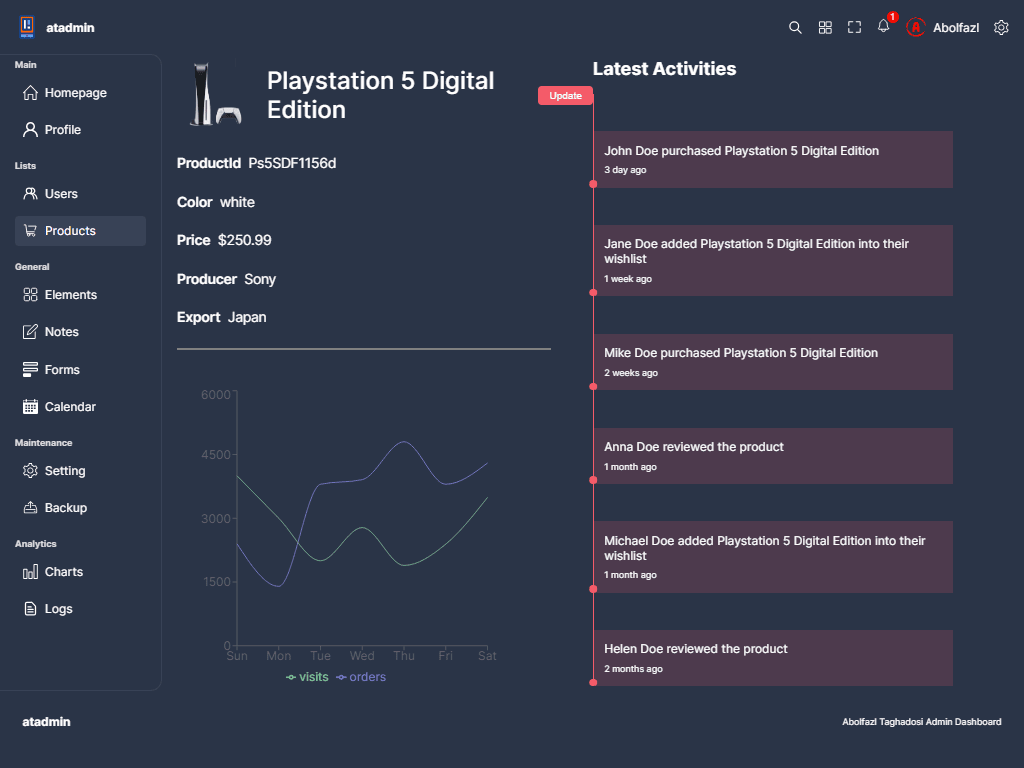 atadmin
1
Abolfazl
Main
Homepage
Profile
Lists
Users
Products
General
Elements
Notes
Forms
Calendar
Maintenance
Setting
Backup
Analytics
Charts
Logs
Playstation 5 Digital
Edition
Update
ProductId Ps5SDF1156d
Color white
Price $250.99
Producer Sony
Export Japan
6000
4500
3000
1500
0
Sun Mon Tue Wed Thu Fri Sat
visits orders
Latest Activities
John Doe purchased Playstation 5 Digital Edition
3 day ago
Jane Doe added Playstation 5 Digital Edition into their
wishlist
1 week ago
Mike Doe purchased Playstation 5 Digital Edition
2 weeks ago
Anna Doe reviewed the product
1 month ago
Michael Doe added Playstation 5 Digital Edition into their
wishlist
1 month ago
Helen Doe reviewed the product
2 months ago
atadmin
Abolfazl Taghadosi Admin Dashboard